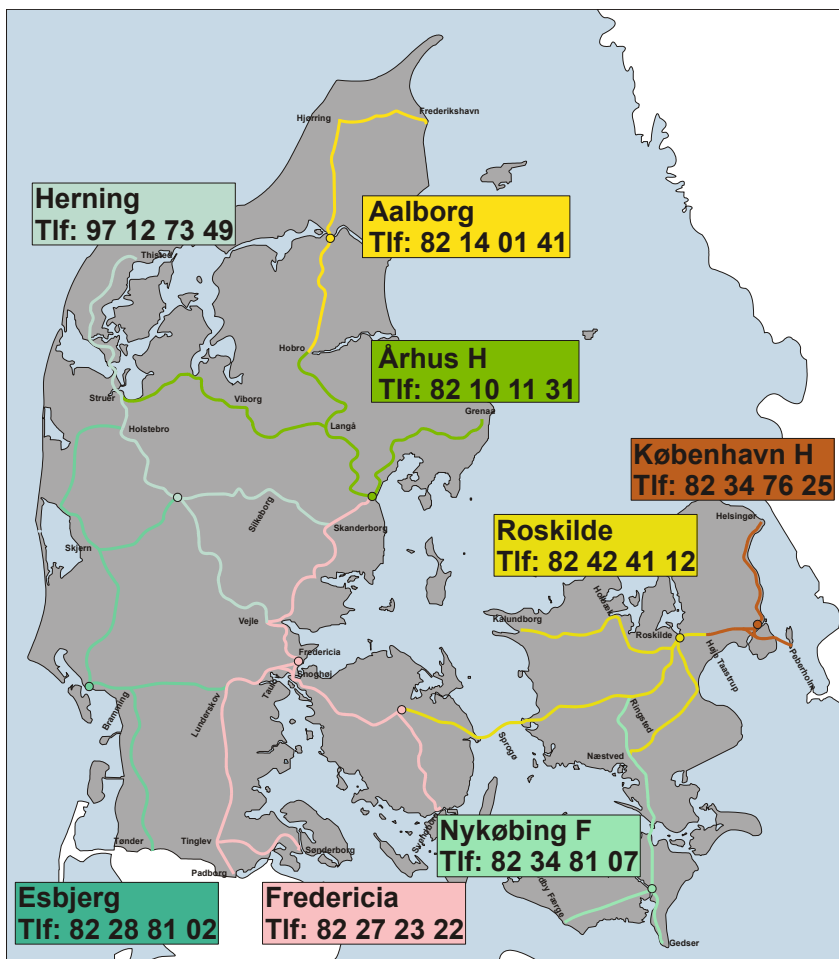 Hjørring
Frederikshavn
Herning
Tlf: 97 12 73 49
Aalborg
Tlf: 82 14 01 41
Thisted
Hobro
Århus H
Tlf: 82 10 11 31
Struer
Viborg
Grenaa
Holstebro
Langå
København H
Tlf: 82 34 76 25
Silkeborg
Skanderborg
Helsingør
Roskilde
Tlf: 82 42 41 12
Skjern
Holbæk
Kalundborg
Vejle
Roskilde
Høje Taastrup
Peberholm
Fredericia
Snoghøj
Taulov
Bramming
Lunderskov
Ringsted
Sprogø
Næstved
Svendborg
Tønder
Tinglev
Sønderborg
Padborg
Nykøbing F
Tlf: 82 34 81 07
Esbjerg
Tlf: 82 28 81 02
Fredericia
Tlf: 82 27 23 22
Færge
Gedser